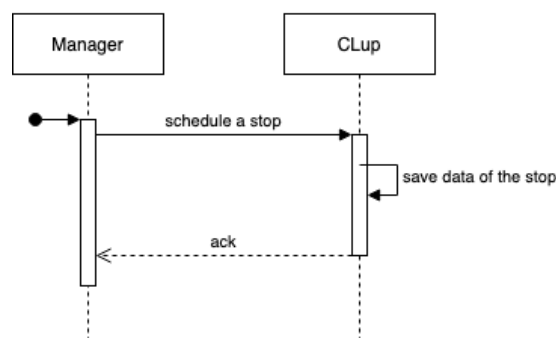 Manager
CLup
schedule a stop
save data of the stop
ack